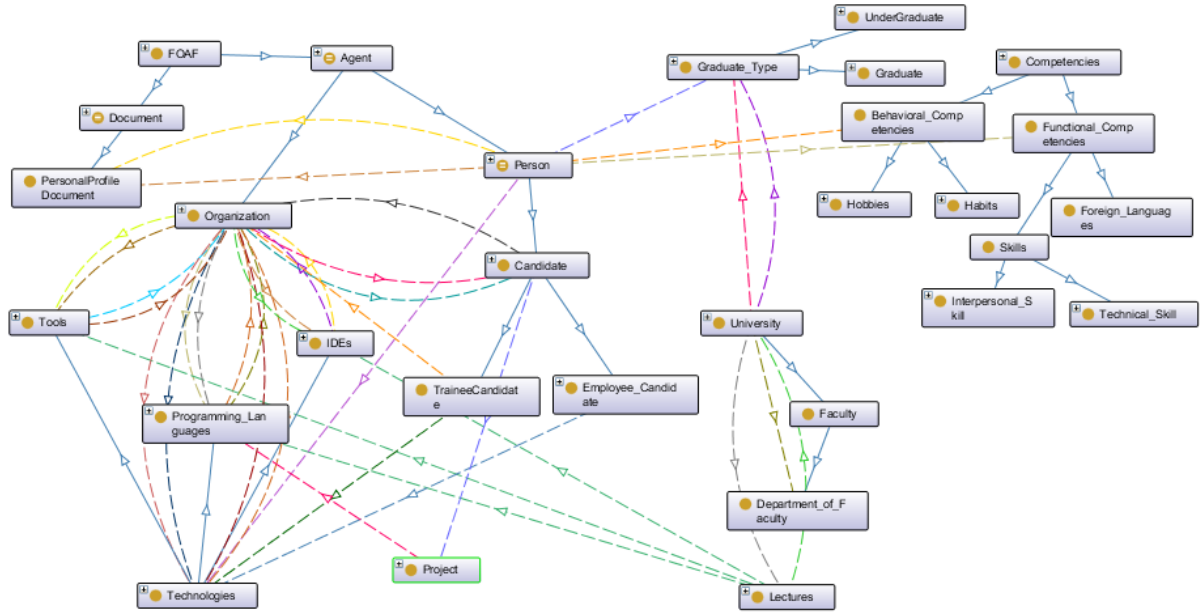 UnderGraduate
FOAF
Agent
Graduate_Type
Graduate
Competencies
Document
Behavioral_Comp
etencies
Functional_Comp
etencies
Person
PersonalProfile
Document
Organization
Hobbies
Habits
Foreign_Languag
es
Skills
Candidate
Interpersonal_S
kill
Technical_Skill
Tools
IDEs
University
TraineeCandidat
e
Employee_Candid
ate
Programming_Lan
guages
Faculty
Department_of_F
aculty
Project
Technologies
Lectures